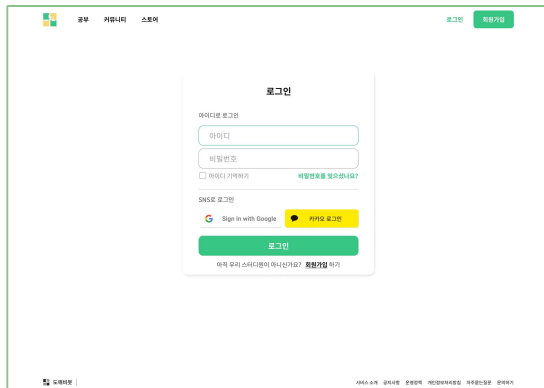 공부 커뮤니티 스토어 로그인 회원가입
로그인
아이디로 로그인
아이디
비밀번호
아이디 기억하기 비밀번호를 잊으셨나요?
SNS로 로그인
Sign in with Google 카카오 로그인
로그인
아직 우리 스터디원이 아니신가요? 회원가입 하기
도깨비봇 서비스 소개 공지사항 운영정책 개인정보처리방침 자주묻는질문 문의하기